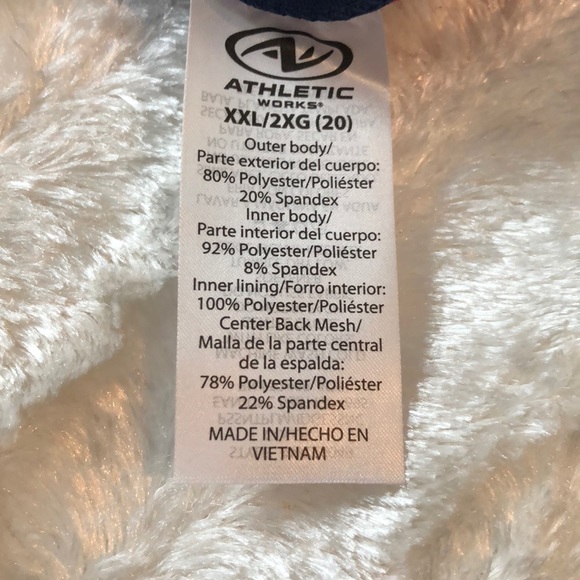 ATHLETIC
WORKS®
XXL/2XG (20)
Outer body/
Parte exterior del cuerpo:
80% Polyester/Poliéster
20% Spandex
Inner body/
Parte interior del cuerpo:
92% Polyester/Poliéster
8% Spandex
Inner lining/Forro interior:
100% Polyester/Poliéster
Center Back Mesh/
Malla de la parte central
de la espalda:
78% Polyester/Poliéster
22% Spandex
MADE IN/HECHO EN
VIETNAM